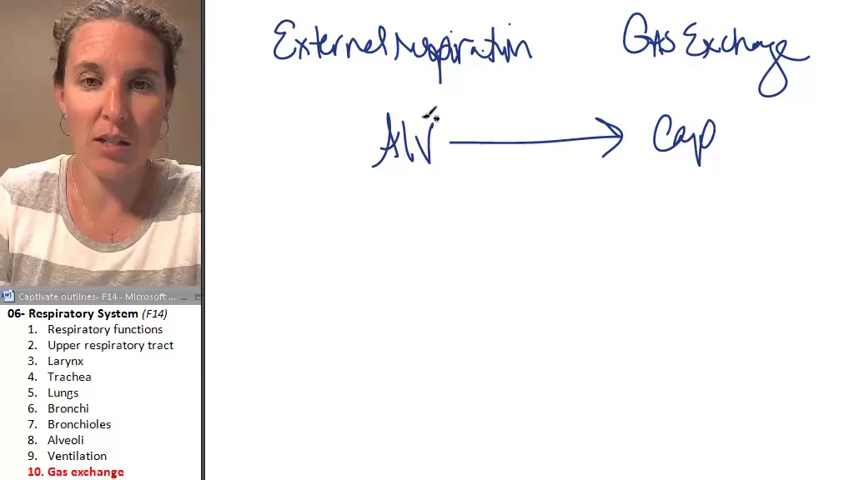 External respiration Gas Exchange
Alv → Cap
Captivate outlines- F14 - Microsoft ...
06- Respiratory System (F14)
1. Respiratory functions
2. Upper respiratory tract
3. Larynx
4. Trachea
5. Lungs
6. Bronchi
7. Bronchioles
8. Alveoli
9. Ventilation
10. Gas exchange